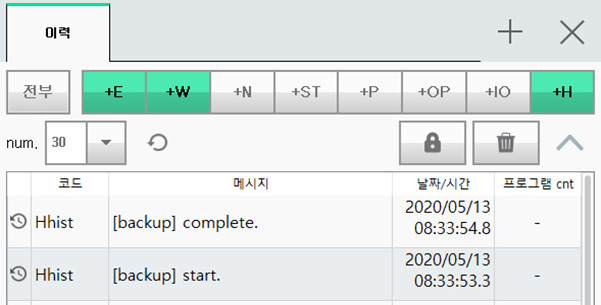 이력
전부 +E +W +N +ST +P +OP +IO +H
num. 30
코드 메시지 날짜/시간 프로그램 cnt
Hhist [backup] complete. 2020/05/13 08:33:54.8 -
Hhist [backup] start. 2020/05/13 08:33:53.3 -